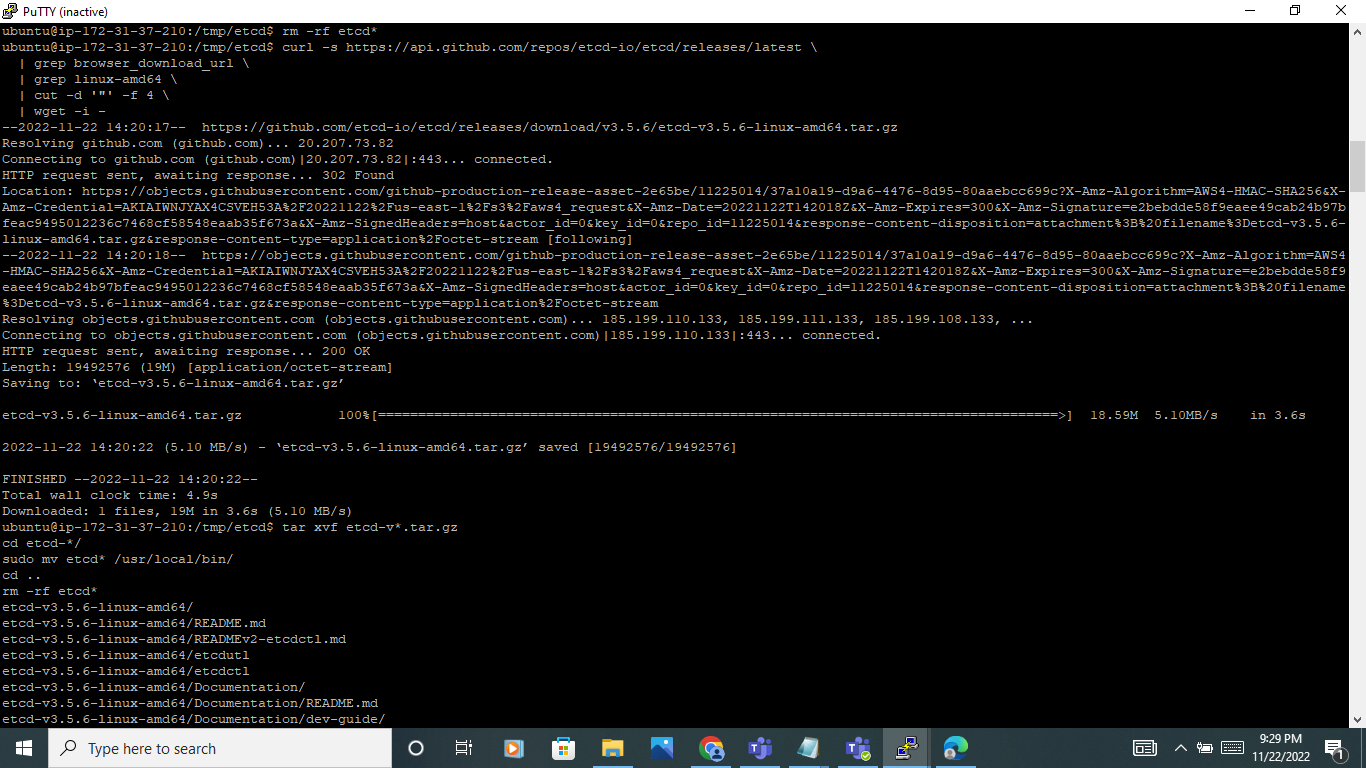 PuTTY (inactive)
ubuntu@ip-172-31-37-210:/tmp/etcd$ rm -rf etcd*
ubuntu@ip-172-31-37-210:/tmp/etcd$ curl -s https://api.github.com/repos/etcd-io/etcd/releases/latest \
| grep browser_download_url \
| grep linux-amd64 \
| cut -d '"' -f 4 \
| wget -i -
--2022-11-22 14:20:17-- https://github.com/etcd-io/etcd/releases/download/v3.5.6/etcd-v3.5.6-linux-amd64.tar.gz
Resolving github.com (github.com)... 20.207.73.82
Connecting to github.com (github.com)|20.207.73.82|:443... connected.
HTTP request sent, awaiting response... 302 Found
Location: https://objects.githubusercontent.com/github-production-release-asset-2e65be/11225014/37a10a19-d9a6-4476-8d95-80aaebcc699c?X-Amz-Algorithm=AWS4-HMAC-SHA256&X-
Amz-Credential=AKIAIWNJYAX4CSVEH53A%2F20221122%2Fus-east-1%2Fs3%2Faws4_request&X-Amz-Date=20221122T142018Z&X-Amz-Expires=300&X-Amz-Signature=e2bebdde58f9eaee49cab24b97b
feac9495012236c7468cf58548eaab35f673a&X-Amz-SignedHeaders=host&actor_id=0&key_id=0&repo_id=11225014&response-content-disposition=attachment%3B%20filename%3Detcd-v3.5.6-
linux-amd64.tar.gz&response-content-type=application%2Foctet-stream [following]
--2022-11-22 14:20:18-- https://objects.githubusercontent.com/github-production-release-asset-2e65be/11225014/37a10a19-d9a6-4476-8d95-80aaebcc699c?X-Amz-Algorithm=AWS4
-HMAC-SHA256&X-Amz-Credential=AKIAIWNJYAX4CSVEH53A%2F20221122%2Fus-east-1%2Fs3%2Faws4_request&X-Amz-Date=20221122T142018Z&X-Amz-Expires=300&X-Amz-Signature=e2bebdde58f9
eaee49cab24b97bfeac9495012236c7468cf58548eaab35f673a&X-Amz-SignedHeaders=host&actor_id=0&key_id=0&repo_id=11225014&response-content-disposition=attachment%3B%20filename
%3Detcd-v3.5.6-linux-amd64.tar.gz&response-content-type=application%2Foctet-stream
Resolving objects.githubusercontent.com (objects.githubusercontent.com)... 185.199.110.133, 185.199.111.133, 185.199.108.133, ...
Connecting to objects.githubusercontent.com (objects.githubusercontent.com)|185.199.110.133|:443... connected.
HTTP request sent, awaiting response... 200 OK
Length: 19492576 (19M) [application/octet-stream]
Saving to: ‘etcd-v3.5.6-linux-amd64.tar.gz’
etcd-v3.5.6-linux-amd64.tar.gz 100%[=====================================================================================>] 18.59M 5.10MB/s in 3.6s
2022-11-22 14:20:22 (5.10 MB/s) - ‘etcd-v3.5.6-linux-amd64.tar.gz’ saved [19492576/19492576]
FINISHED --2022-11-22 14:20:22--
Total wall clock time: 4.9s
Downloaded: 1 files, 19M in 3.6s (5.10 MB/s)
ubuntu@ip-172-31-37-210:/tmp/etcd$ tar xvf etcd-v*.tar.gz
cd etcd-*/
sudo mv etcd* /usr/local/bin/
cd ..
rm -rf etcd*
etcd-v3.5.6-linux-amd64/
etcd-v3.5.6-linux-amd64/README.md
etcd-v3.5.6-linux-amd64/READMEv2-etcdctl.md
etcd-v3.5.6-linux-amd64/etcdutl
etcd-v3.5.6-linux-amd64/etcdctl
etcd-v3.5.6-linux-amd64/Documentation/
etcd-v3.5.6-linux-amd64/Documentation/README.md
etcd-v3.5.6-linux-amd64/Documentation/dev-guide/
Type here to search
9:29 PM
11/22/2022
1